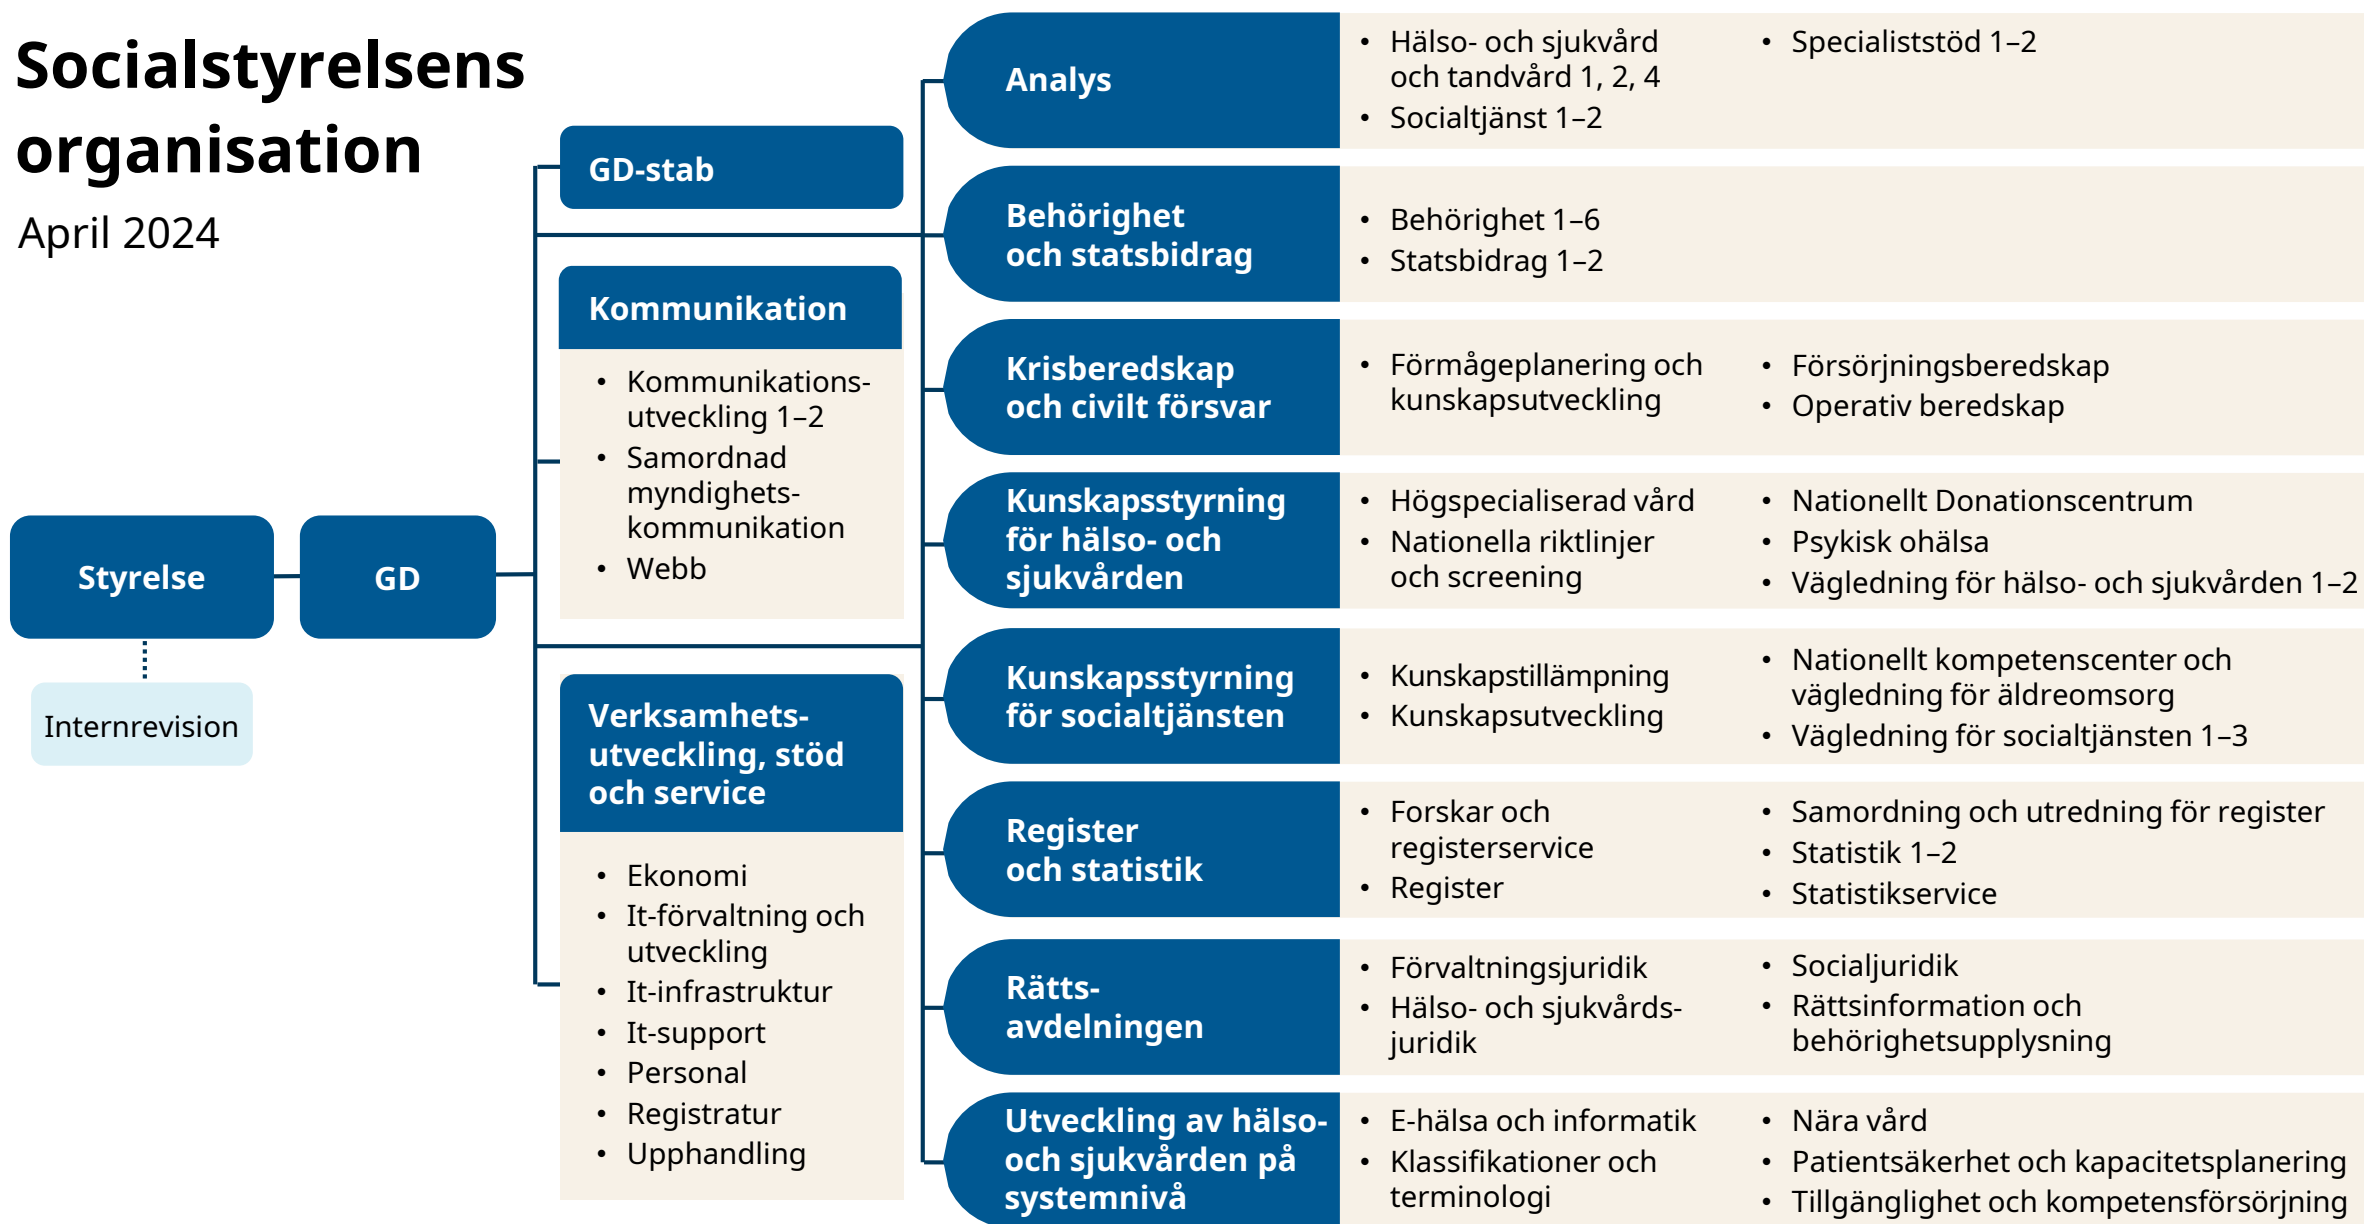 Socialstyrelsens
organisation
April 2024
Styrelse
GD
Internrevision
GD-stab
Kommunikation
• Kommunikations-
utveckling 1–2
• Samordnad
myndighets-
kommunikation
• Webb
Verksamhets-
utveckling, stöd
och service
• Ekonomi
• It-förvaltning och
utveckling
• It-infrastruktur
• It-support
• Personal
• Registratur
• Upphandling
Analys
• Hälso- och sjukvård
och tandvård 1, 2, 4
• Socialtjänst 1–2
• Specialiststöd 1–2
Behörighet
och statsbidrag
• Behörighet 1–6
• Statsbidrag 1–2
Krisberedskap
och civilt försvar
• Förmågeplanering och
kunskapsutveckling
• Försörjningsberedskap
• Operativ beredskap
Kunskapsstyrning
för hälso- och
sjukvården
• Högspecialiserad vård
• Nationella riktlinjer
och screening
• Nationellt Donationscentrum
• Psykisk ohälsa
• Vägledning för hälso- och sjukvården 1–2
Kunskapsstyrning
för socialtjänsten
• Kunskapstillämpning
• Kunskapsutveckling
• Nationellt kompetenscenter och
vägledning för äldreomsorg
• Vägledning för socialtjänsten 1–3
Register
och statistik
• Forskar och
registerservice
• Register
• Samordning och utredning för register
• Statistik 1–2
• Statistikservice
Rätts-
avdelningen
• Förvaltningsjuridik
• Hälso- och sjukvårds-
juridik
• Socialjuridik
• Rättsinformation och
behörighetsupplysning
Utveckling av hälso-
och sjukvården på
systemnivå
• E-hälsa och informatik
• Klassifikationer och
terminologi
• Nära vård
• Patientsäkerhet och kapacitetsplanering
• Tillgänglighet och kompetensförsörjning